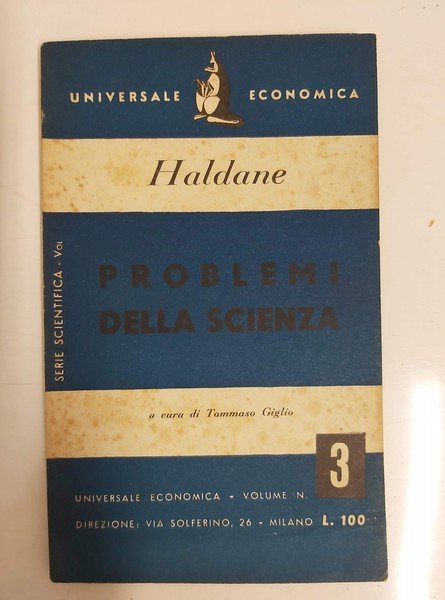 UNIVERSALE ECONOMICA
Haldane
SERIE SCIENTIFICA - VOL
PROBLEMI
DELLA SCIENZA
a cura di Tommaso Giglio
UNIVERSALE ECONOMICA - VOLUME N. 3
DIREZIONE: VIA SOLFERINO, 26 - MILANO L. 100